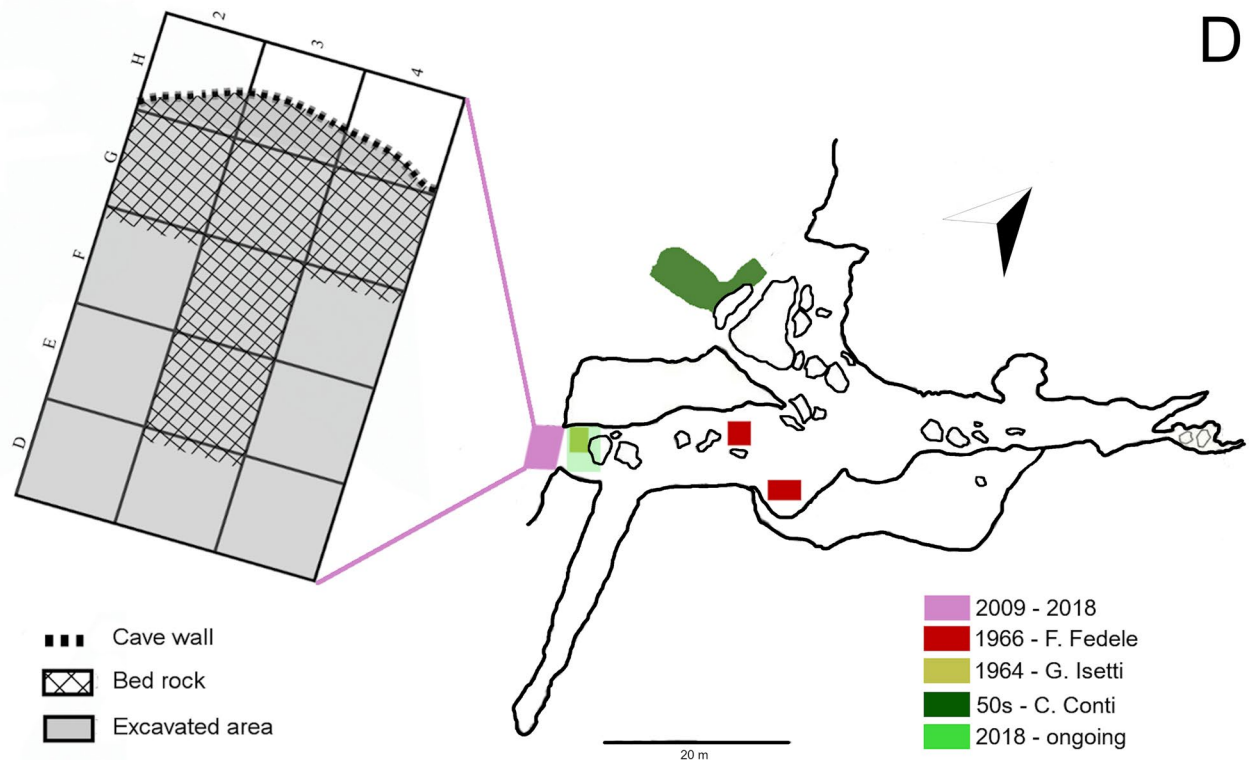 D
2
3
4
H
G
F
E
D
20 m
Cave wall
Bed rock
Excavated area
2009 - 2018
1966 - F. Fedele
1964 - G. Isetti
50s - C. Conti
2018 - ongoing